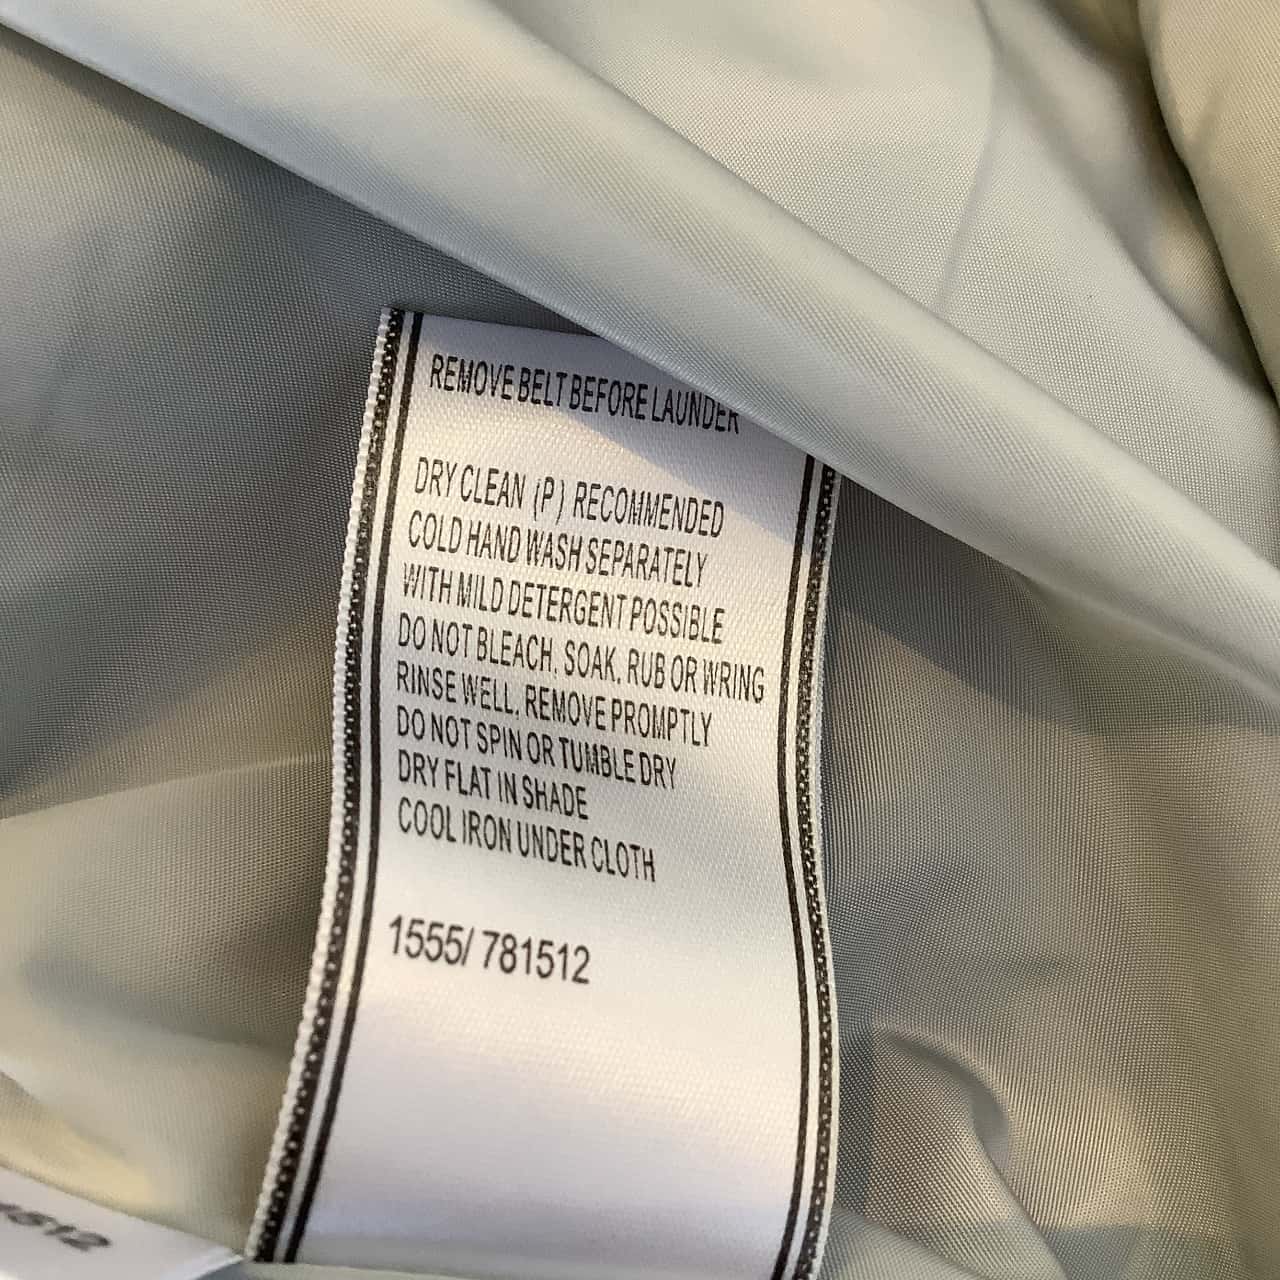 REMOVE BELT BEFORE LAUNDER
DRY CLEAN (P) RECOMMENDED
COLD HAND WASH SEPARATELY
WITH MILD DETERGENT POSSIBLE
DO NOT BLEACH, SOAK, RUB OR WRING
RINSE WELL, REMOVE PROMPTLY
DO NOT SPIN OR TUMBLE DRY
DRY FLAT IN SHADE
COOL IRON UNDER CLOTH
1555/ 781512
1512